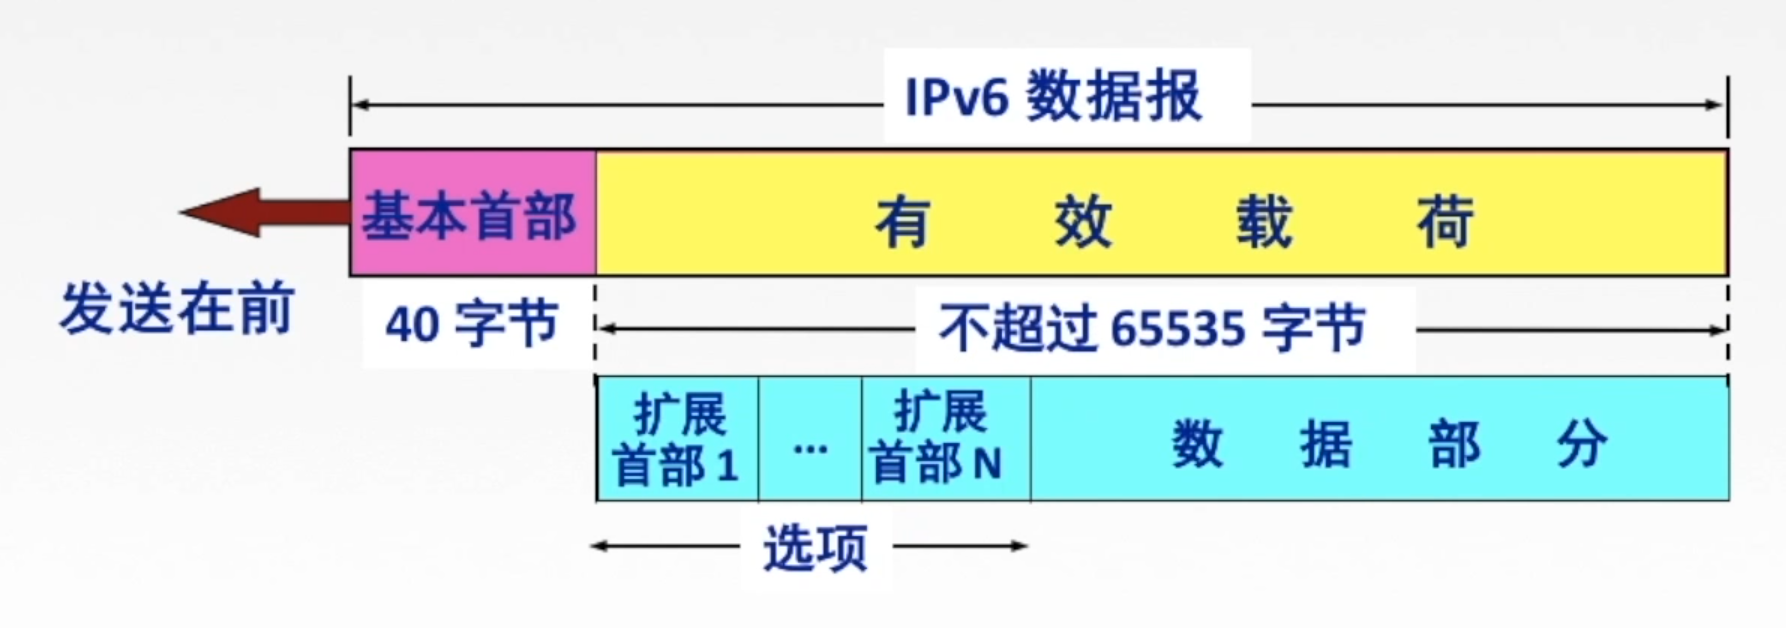 IPv6 数据报
基本首部
有效载荷
发送在前
40 字节
不超过 65535 字节
扩展
首部 1
...
扩展
首部 N
数据部分
选项